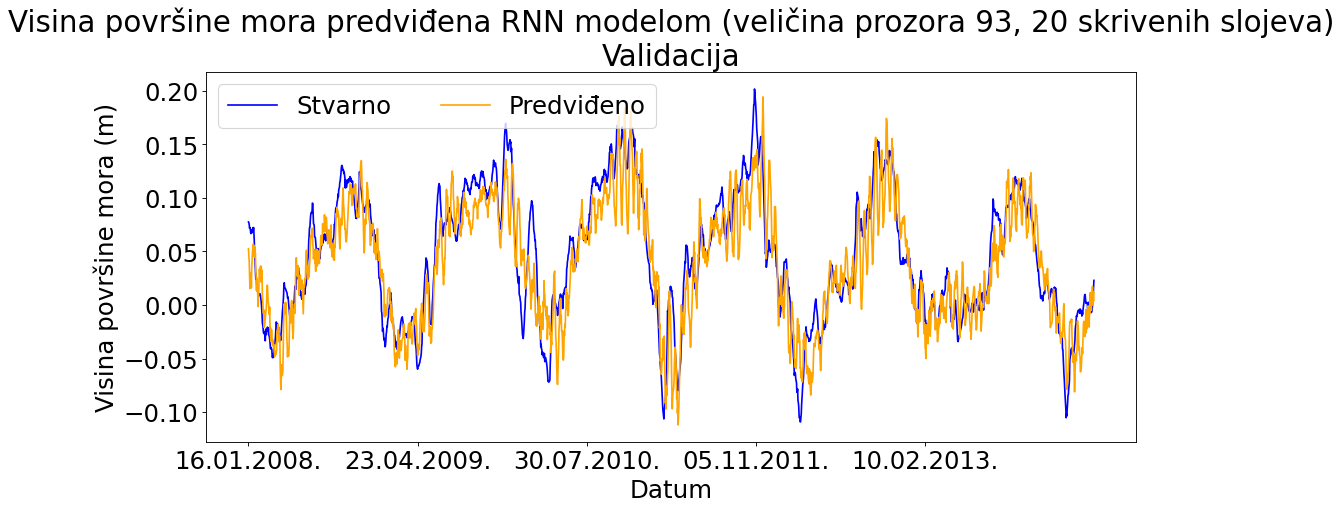 Visina površine mora predviđena RNN modelom (veličina prozora 93, 20 skrivenih slojeva)
Validacija
Stvarno
Predviđeno
Visina površine mora (m)
0.20
0.15
0.10
0.05
0.00
−0.05
−0.10
16.01.2008.
23.04.2009.
30.07.2010.
05.11.2011.
10.02.2013.
Datum